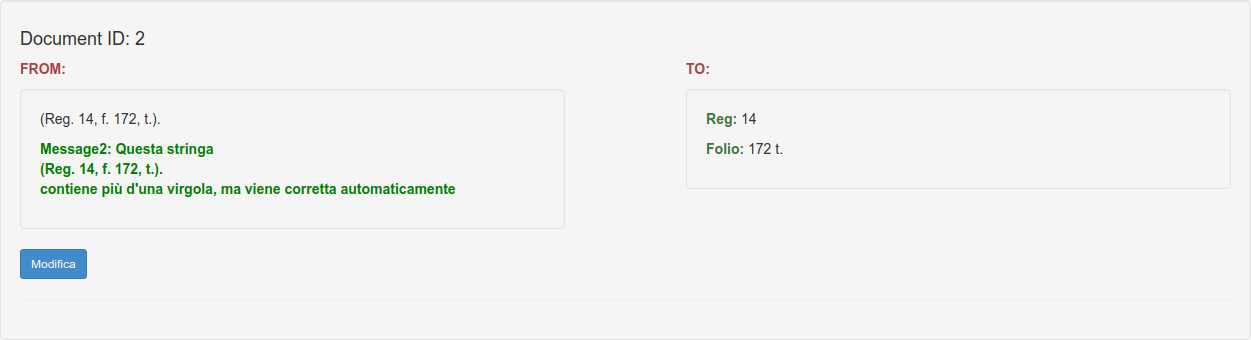 Document ID: 2
FROM:
(Reg. 14, f. 172, t.).
Message2: Questa stringa
(Reg. 14, f. 172, t.).
contiene più d'una virgola, ma viene corretta automaticamente
Modifica
TO:
Reg: 14
Folio: 172 t.